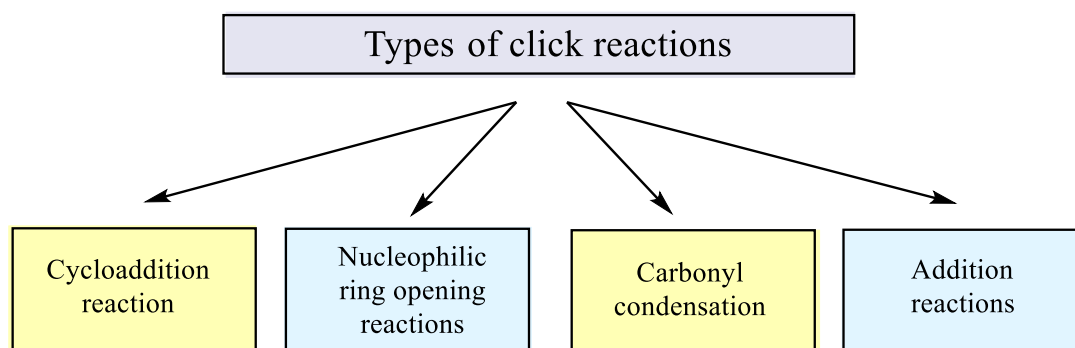 Types of click reactions
Cycloaddition
reaction
Nucleophilic
ring opening
reactions
Carbonyl
condensation
Addition
reactions